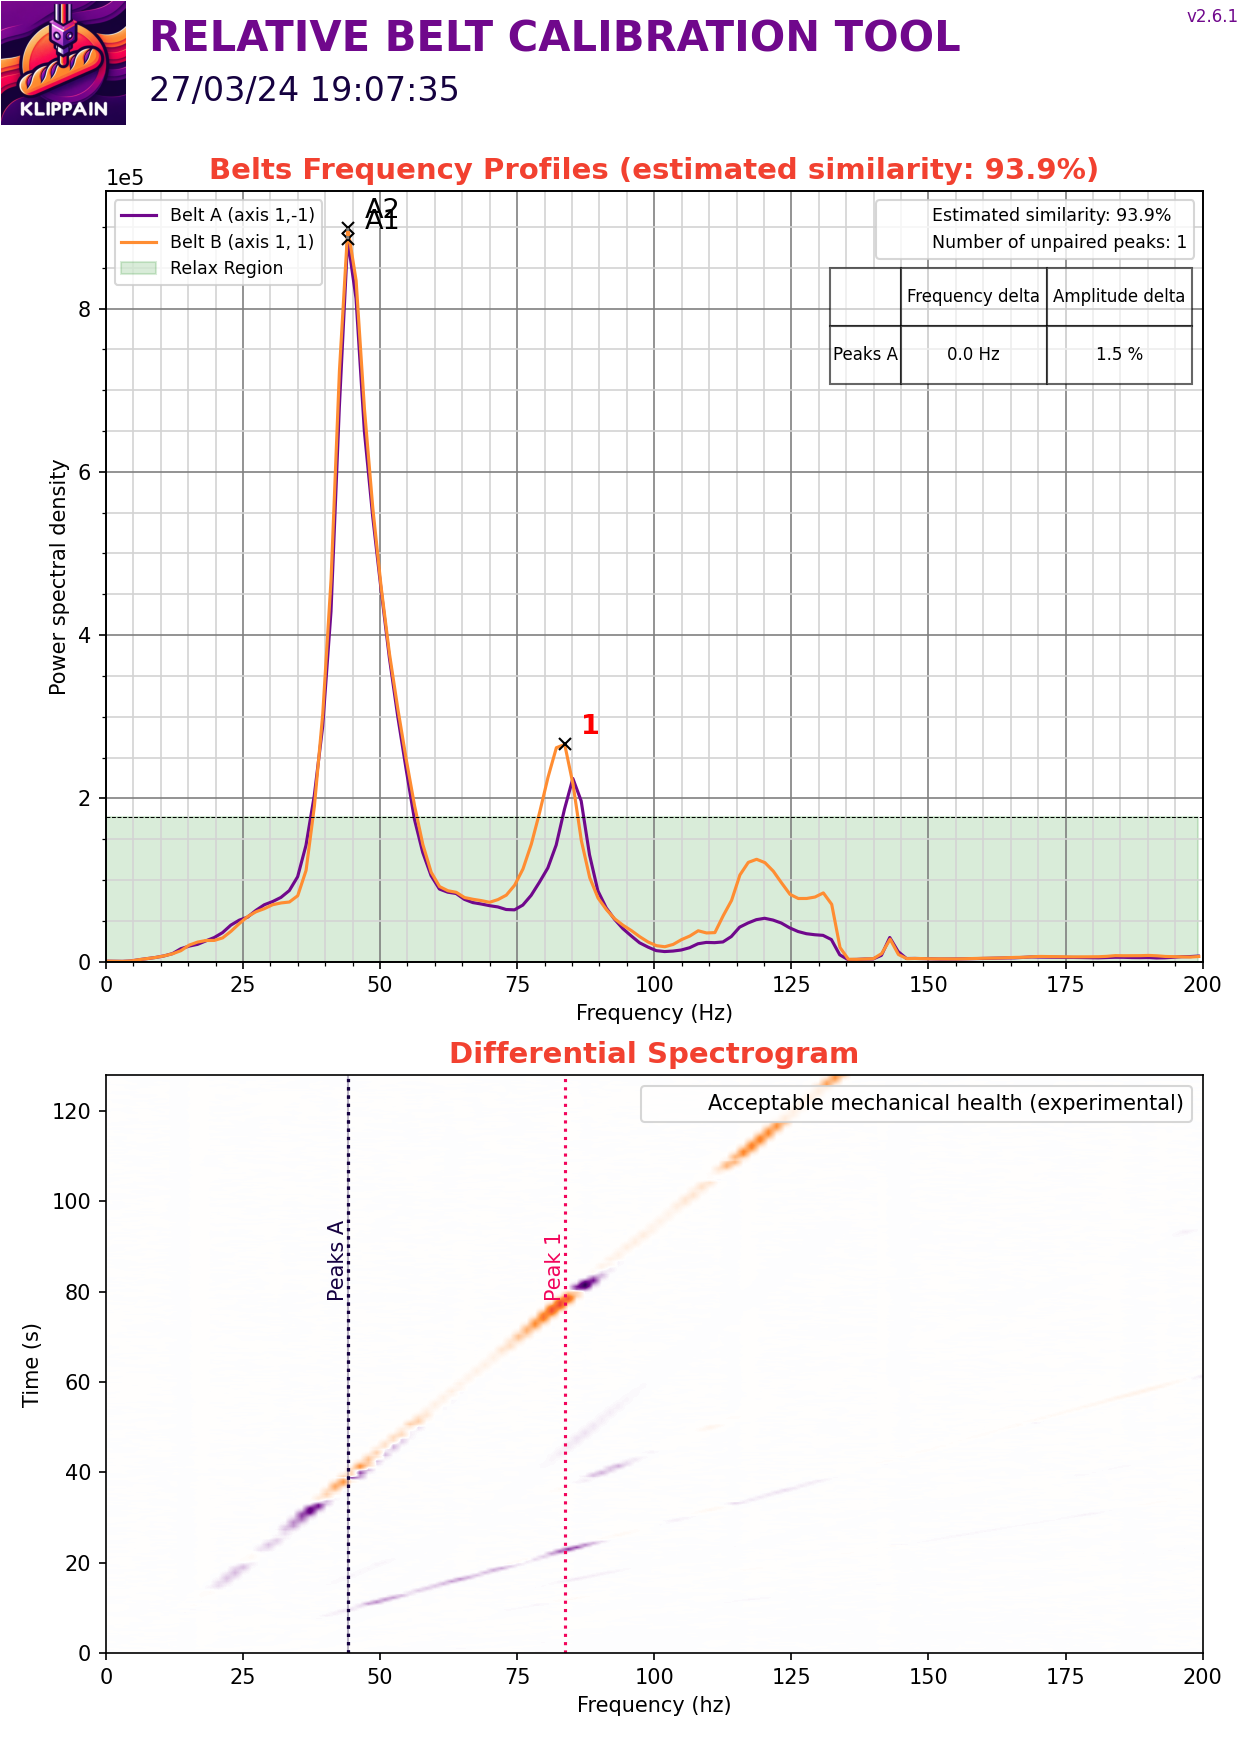 KLIPPAIN
RELATIVE BELT CALIBRATION TOOL
27/03/24 19:07:35
v2.6.1
Belts Frequency Profiles (estimated similarity: 93.9%)
1e5
Belt A (axis 1,-1)
Belt B (axis 1, 1)
Relax Region
A2
A1
Estimated similarity: 93.9%
Number of unpaired peaks: 1
Frequency delta Amplitude delta
Peaks A 0.0 Hz 1.5 %
1
Power spectral density
8
6
4
2
0
0 25 50 75 100 125 150 175 200
Frequency (Hz)
Differential Spectrogram
Acceptable mechanical health (experimental)
Peaks A
Peak 1
Time (s)
120
100
80
60
40
20
0
0 25 50 75 100 125 150 175 200
Frequency (hz)